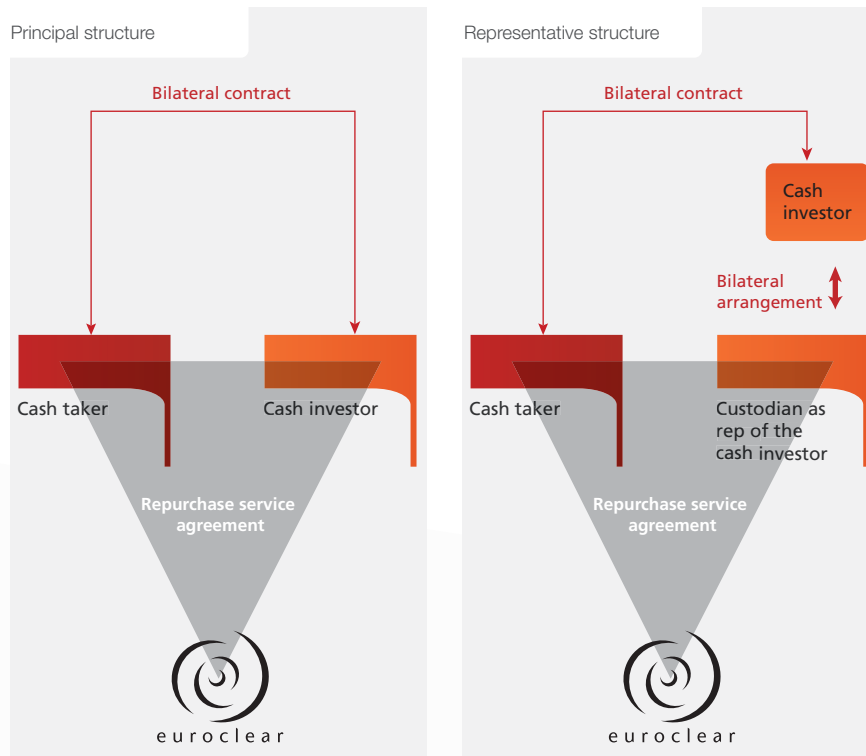 Principal structure
Bilateral contract
Cash taker
Cash investor
Repurchase service
agreement
euroclear
Representative structure
Bilateral contract
Cash
investor
Bilateral
arrangement
Cash taker
Custodian as
rep of the
cash investor
Repurchase service
agreement
euroclear